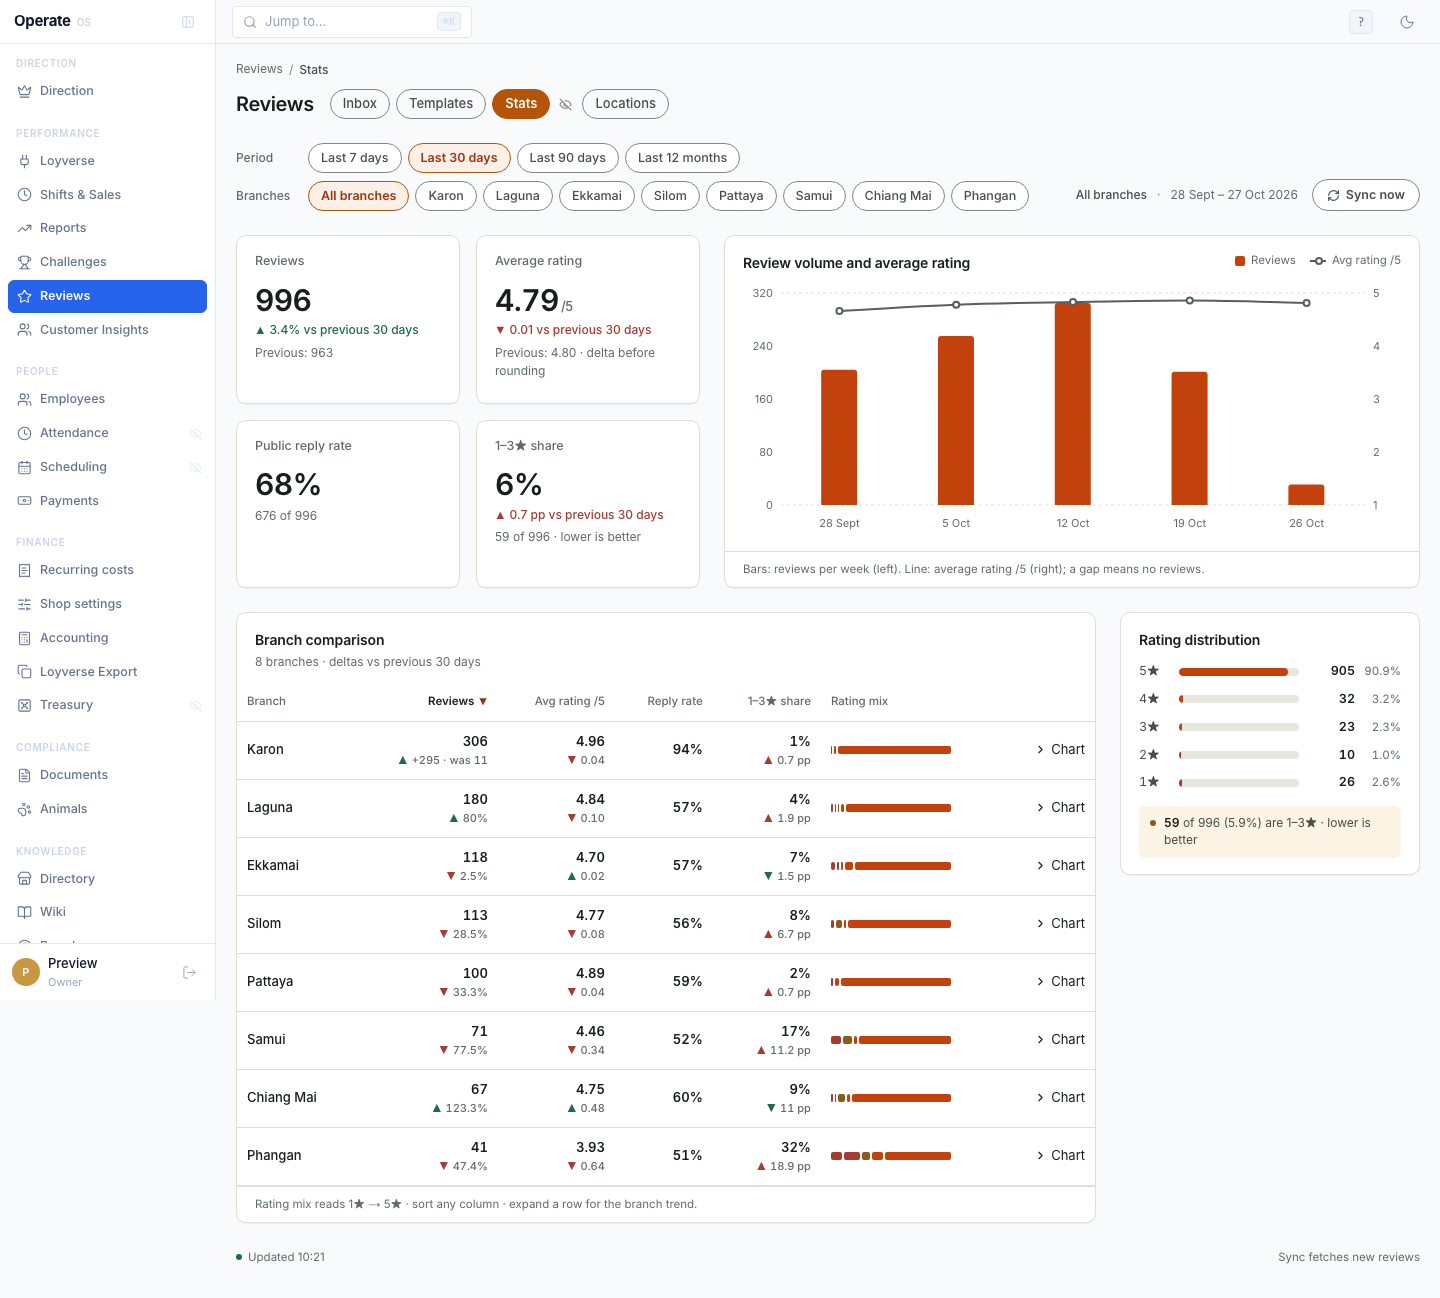 Operate OS
Jump to...
⌘K
?
DIRECTION
Direction
PERFORMANCE
Loyverse
Shifts & Sales
Reports
Challenges
Reviews
Customer Insights
PEOPLE
Employees
Attendance
Scheduling
Payments
FINANCE
Recurring costs
Shop settings
Accounting
Loyverse Export
Treasury
COMPLIANCE
Documents
Animals
KNOWLEDGE
Directory
Wiki
P
Preview
Owner
Reviews / Stats
Reviews
Inbox
Templates
Stats
Locations
Period
Last 7 days
Last 30 days
Last 90 days
Last 12 months
Branches
All branches
Karon
Laguna
Ekkamai
Silom
Pattaya
Samui
Chiang Mai
Phangan
All branches · 28 Sept – 27 Oct 2026
Sync now
Reviews
996
▲ 3.4% vs previous 30 days
Previous: 963
Average rating
4.79 /5
▼ 0.01 vs previous 30 days
Previous: 4.80 · delta before
rounding
Public reply rate
68%
676 of 996
1–3★ share
6%
▲ 0.7 pp vs previous 30 days
59 of 996 · lower is better
Review volume and average rating
Reviews
Avg rating /5
320
240
160
80
0
5
4
3
2
1
28 Sept
5 Oct
12 Oct
19 Oct
26 Oct
Bars: reviews per week (left). Line: average rating /5 (right); a gap means no reviews.
Branch comparison
8 branches · deltas vs previous 30 days
Branch Reviews ▼ Avg rating /5 Reply rate 1–3★ share Rating mix
Karon 306 4.96 94% 1% › Chart
▲ +295 · was 11 ▼ 0.04 ▲ 0.7 pp
Laguna 180 4.84 57% 4% › Chart
▲ 80% ▼ 0.10 ▲ 1.9 pp
Ekkamai 118 4.70 57% 7% › Chart
▼ 2.5% ▲ 0.02 ▼ 1.5 pp
Silom 113 4.77 56% 8% › Chart
▼ 28.5% ▼ 0.08 ▲ 6.7 pp
Pattaya 100 4.89 59% 2% › Chart
▼ 33.3% ▼ 0.04 ▲ 0.7 pp
Samui 71 4.46 52% 17% › Chart
▼ 77.5% ▼ 0.34 ▲ 11.2 pp
Chiang Mai 67 4.75 60% 9% › Chart
▲ 123.3% ▲ 0.48 ▼ 11 pp
Phangan 41 3.93 51% 32% › Chart
▼ 47.4% ▼ 0.64 ▲ 18.9 pp
Rating mix reads 1★ → 5★ · sort any column · expand a row for the branch trend.
Rating distribution
5★ 905 90.9%
4★ 32 3.2%
3★ 23 2.3%
2★ 10 1.0%
1★ 26 2.6%
59 of 996 (5.9%) are 1–3★ · lower is
better
Updated 10:21
Sync fetches new reviews